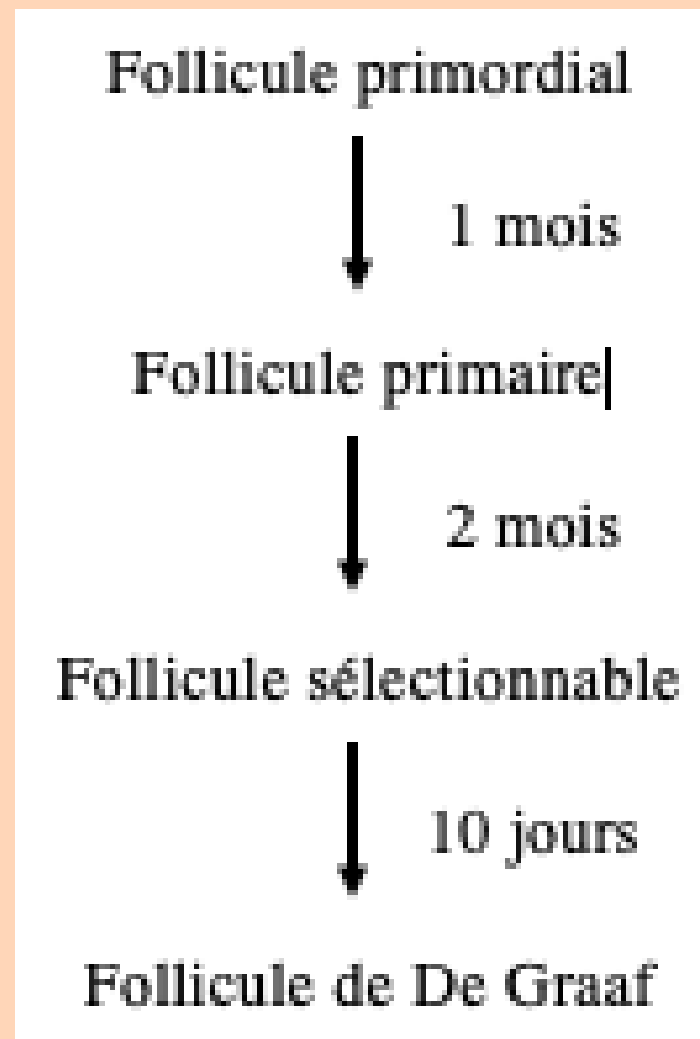 Follicule primordial
1 mois
Follicule primaire
2 mois
Follicule sélectionnable
10 jours
Follicule de De Graaf